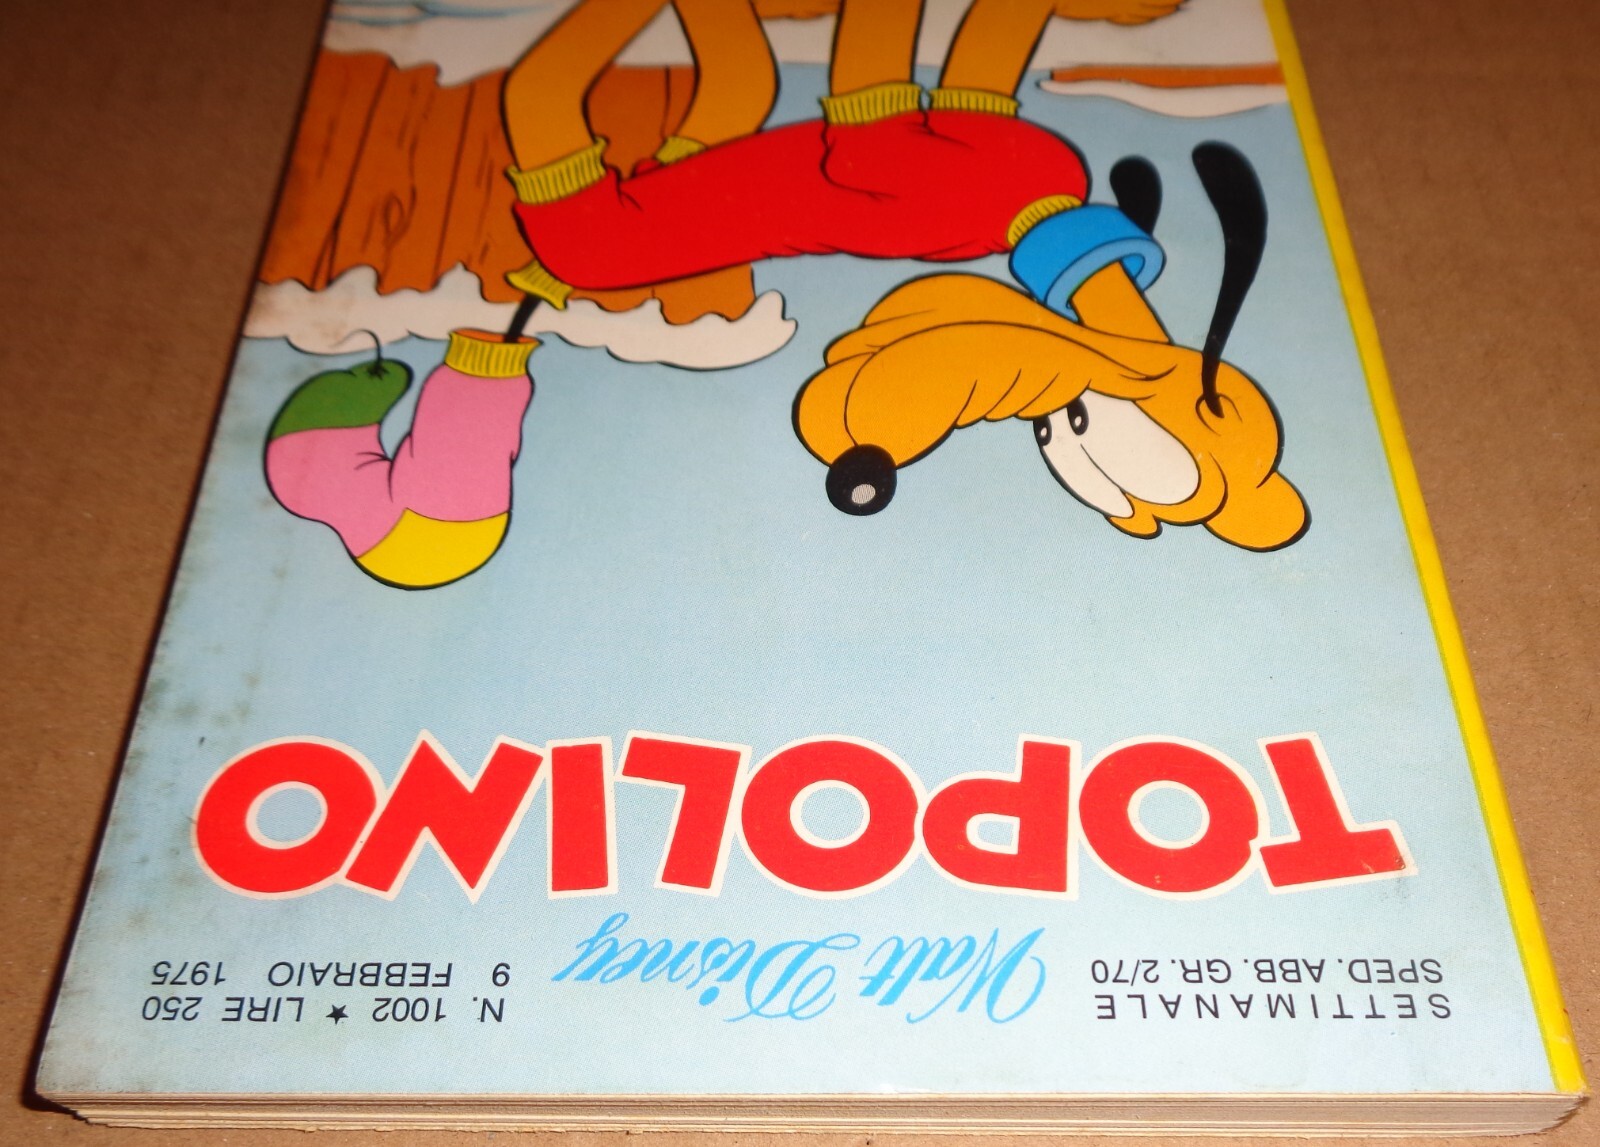 SETTIMANALE
SPED. ABB. GR. 2/70
Walt Disney
N. 1002 ★ LIRE 250
9 FEBBRAIO 1975
TOPOLINO